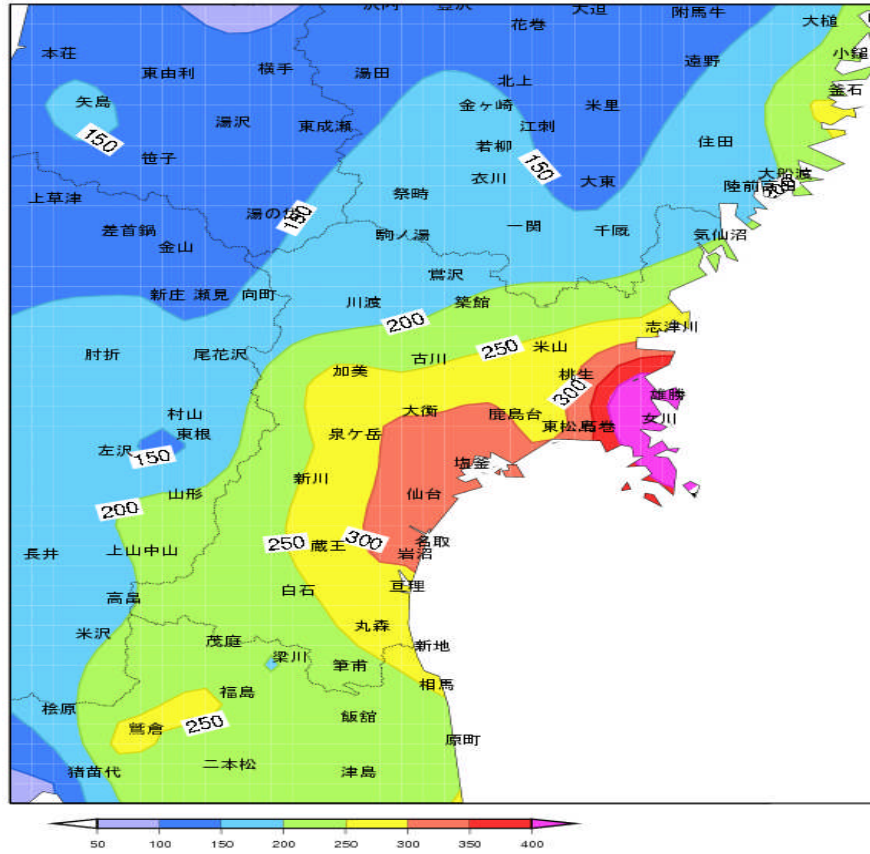 豊沢
大迫
附馬牛
花巻
大槌
本荘
遠野
小鎚
東由利
横手
湯田
北上
釜石
矢島
金ヶ崎
米里
湯沢
東成瀬
江刺
150
若柳
住田
笹子
150
衣川
大東
大船渡
陸前高田
上草津
祭畤
湯の岱
150
差首鍋
駒ノ湯
一関
千厩
気仙沼
金山
鶯沢
新庄 瀬見 向町
川渡
築館
200
志津川
肘折
尾花沢
古川
250
米山
加美
桃生
300
雄勝
村山
大衡
鹿島台
女川
東根
泉ケ岳
東松島
石巻
左沢
150
塩釜
新川
山形
仙台
200
250
300
名取
長井
上山中山
蔵王
岩沼
白石
亘理
高畠
丸森
米沢
茂庭
新地
梁川
筆甫
相馬
福島
桧原
鷲倉
250
飯舘
原町
猪苗代
二本松
津島
50 100 150 200 250 300 350 400